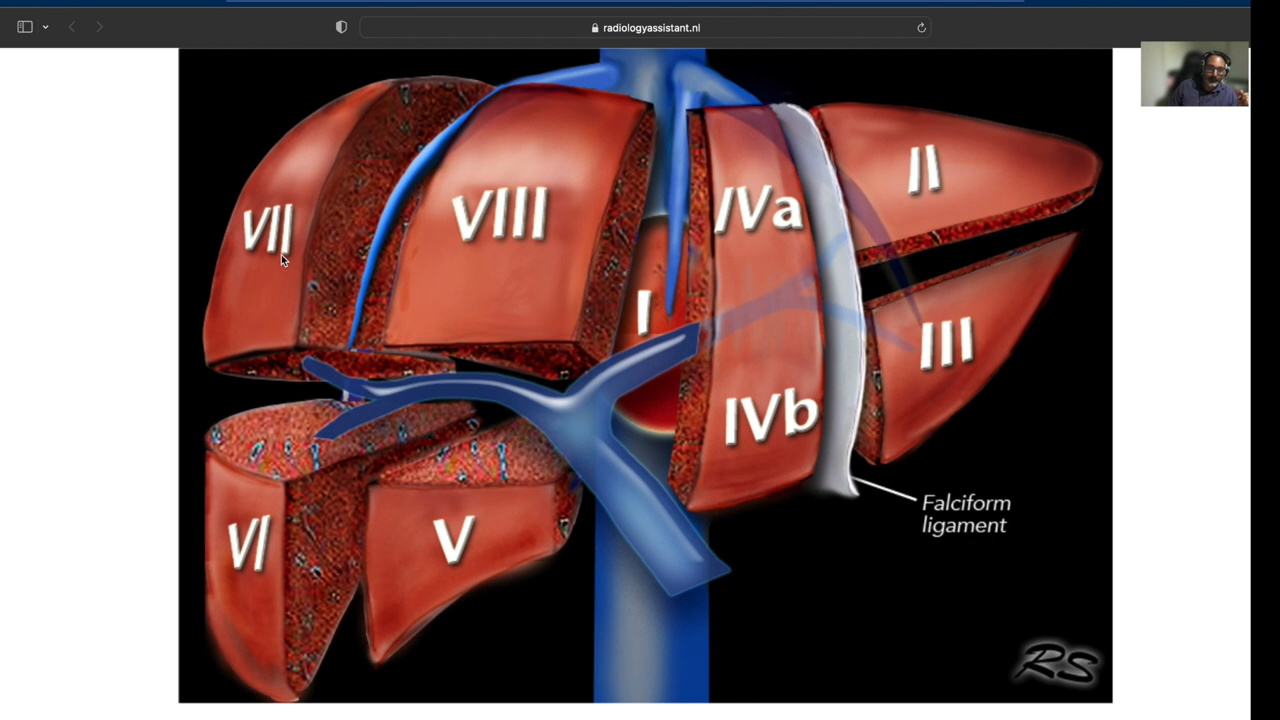 radiologyassistant.nl
VII
VIII
I
IVa
II
III
IVb
VI
V
Falciform
ligament
RS